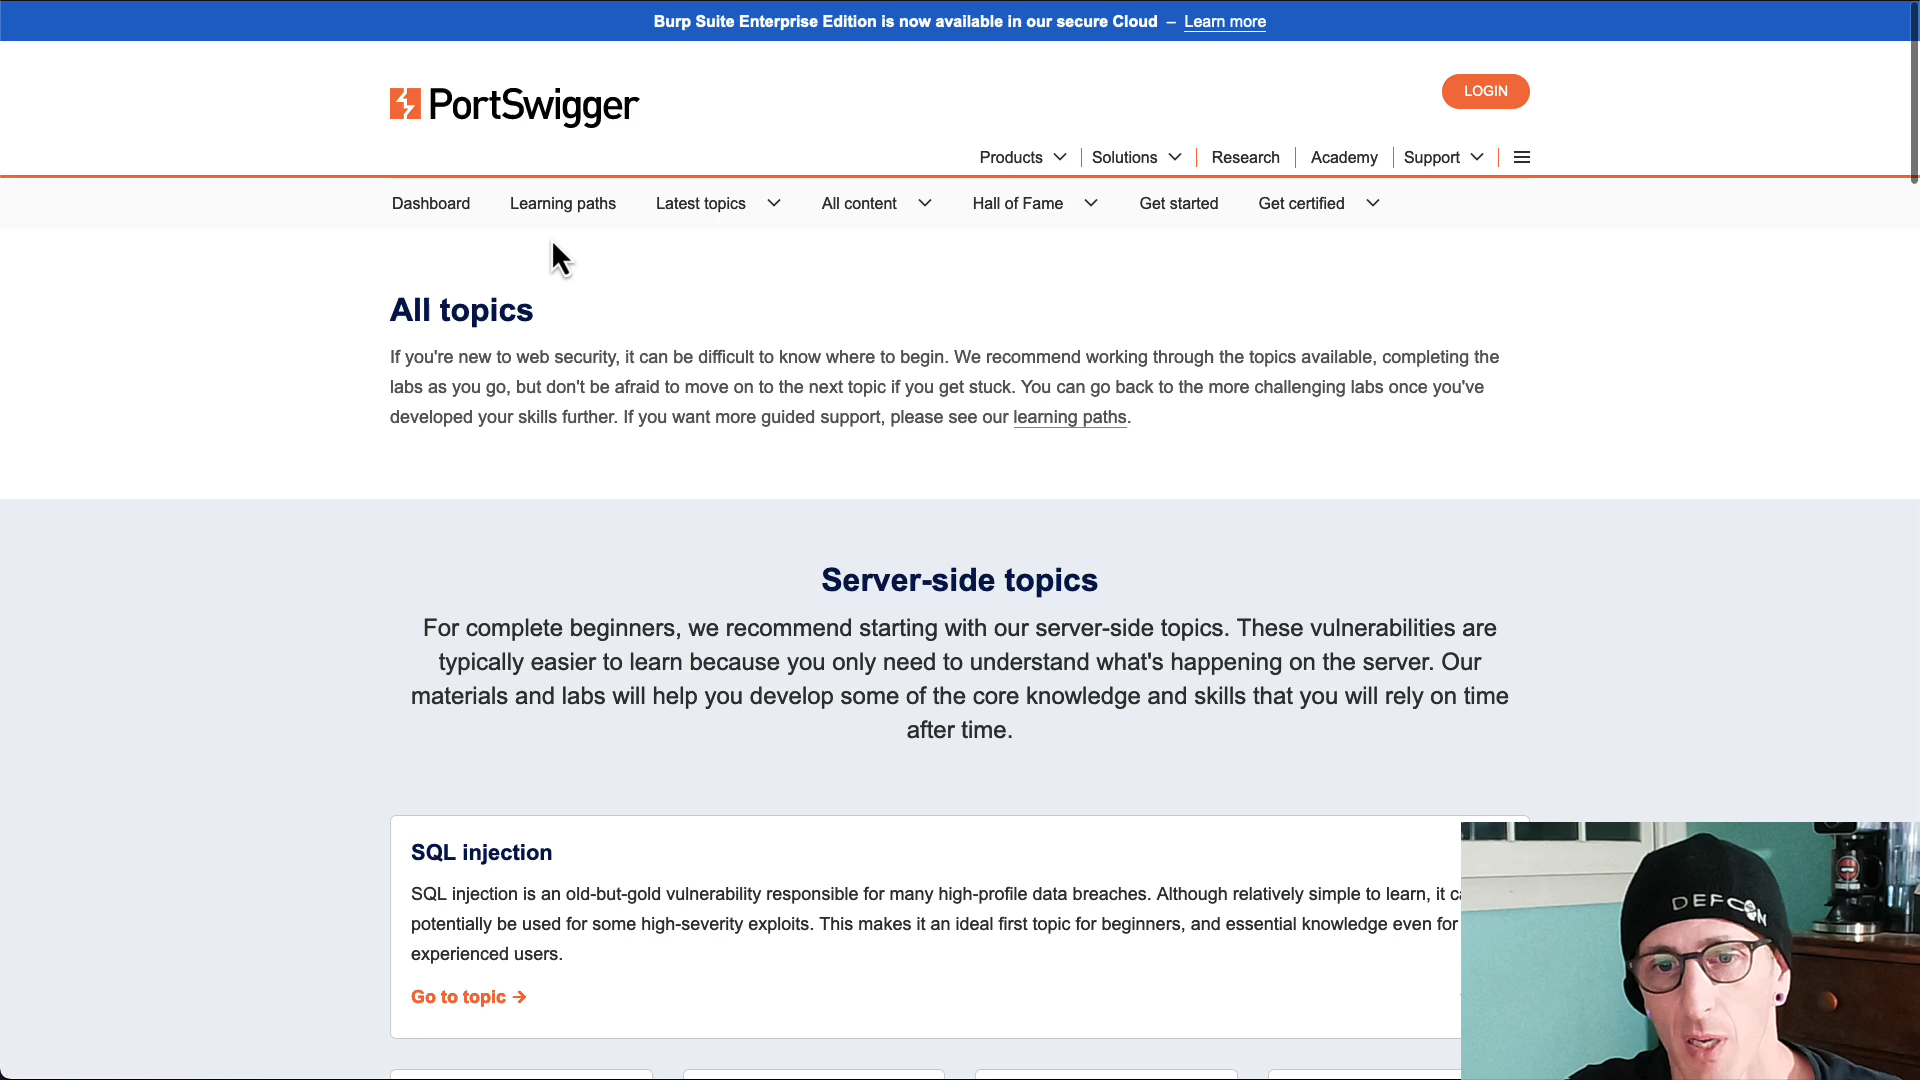 Burp Suite Enterprise Edition is now available in our secure Cloud – Learn more
PortSwigger
LOGIN
Products Solutions Research Academy Support
Dashboard Learning paths Latest topics All content Hall of Fame Get started Get certified
All topics
If you're new to web security, it can be difficult to know where to begin. We recommend working through the topics available, completing the
labs as you go, but don't be afraid to move on to the next topic if you get stuck. You can go back to the more challenging labs once you've
developed your skills further. If you want more guided support, please see our learning paths.
Server-side topics
For complete beginners, we recommend starting with our server-side topics. These vulnerabilities are
typically easier to learn because you only need to understand what's happening on the server. Our
materials and labs will help you develop some of the core knowledge and skills that you will rely on time
after time.
SQL injection
SQL injection is an old-but-gold vulnerability responsible for many high-profile data breaches. Although relatively simple to learn, it
potentially be used for some high-severity exploits. This makes it an ideal first topic for beginners, and essential knowledge even for
experienced users.
Go to topic →
DEFCON